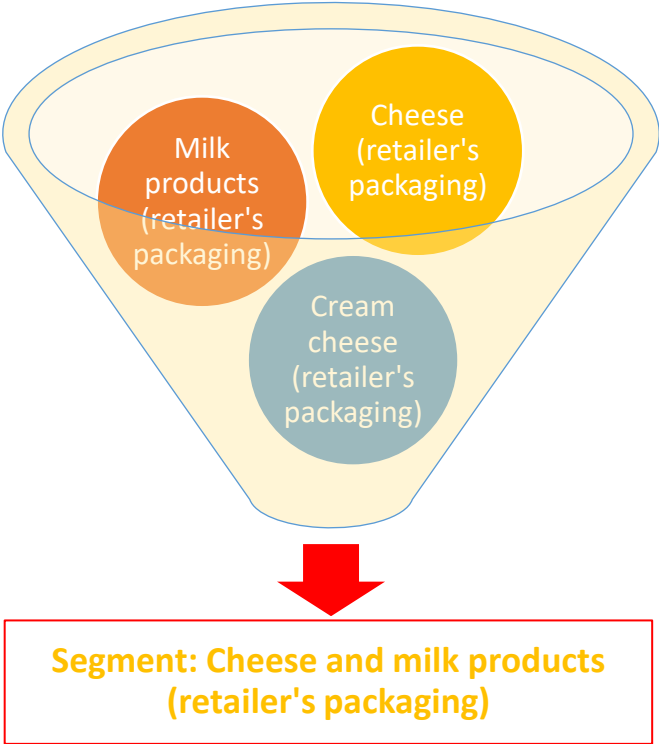 Milk
products
(retailer's
packaging)
Cheese
(retailer's
packaging)
Cream
cheese
(retailer's
packaging)
Segment: Cheese and milk products
(retailer's packaging)